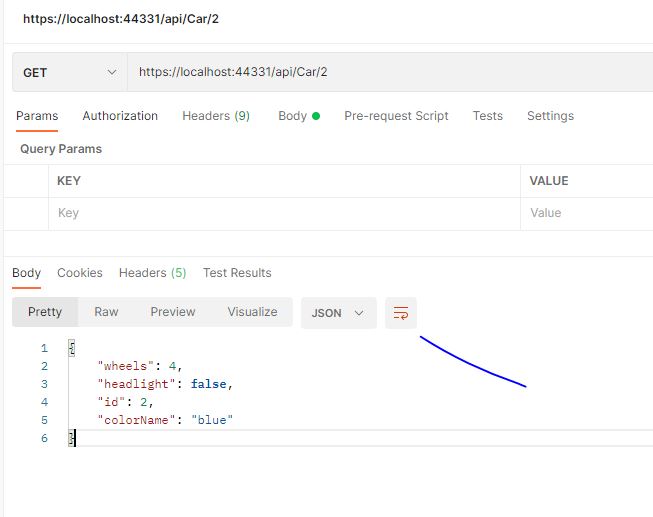 https://localhost:44331/api/Car/2
GET https://localhost:44331/api/Car/2
Params Authorization Headers (9) Body Pre-request Script Tests Settings
Query Params
KEY VALUE
Key Value
Body Cookies Headers (5) Test Results
Pretty Raw Preview Visualize JSON
1 {
2 "wheels": 4,
3 "headlight": false,
4 "id": 2,
5 "colorName": "blue"
6 }